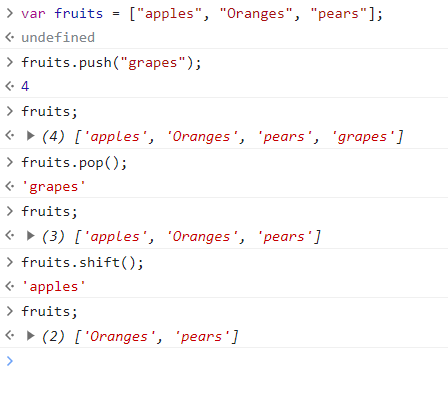 > var fruits = ["apples", "Oranges", "pears"];
<· undefined
> fruits.push("grapes");
<· 4
> fruits;
<· ▶ (4) ['apples', 'Oranges', 'pears', 'grapes']
> fruits.pop();
<· 'grapes'
> fruits;
<· ▶ (3) ['apples', 'Oranges', 'pears']
> fruits.shift();
<· 'apples'
> fruits;
<· ▶ (2) ['Oranges', 'pears']
>